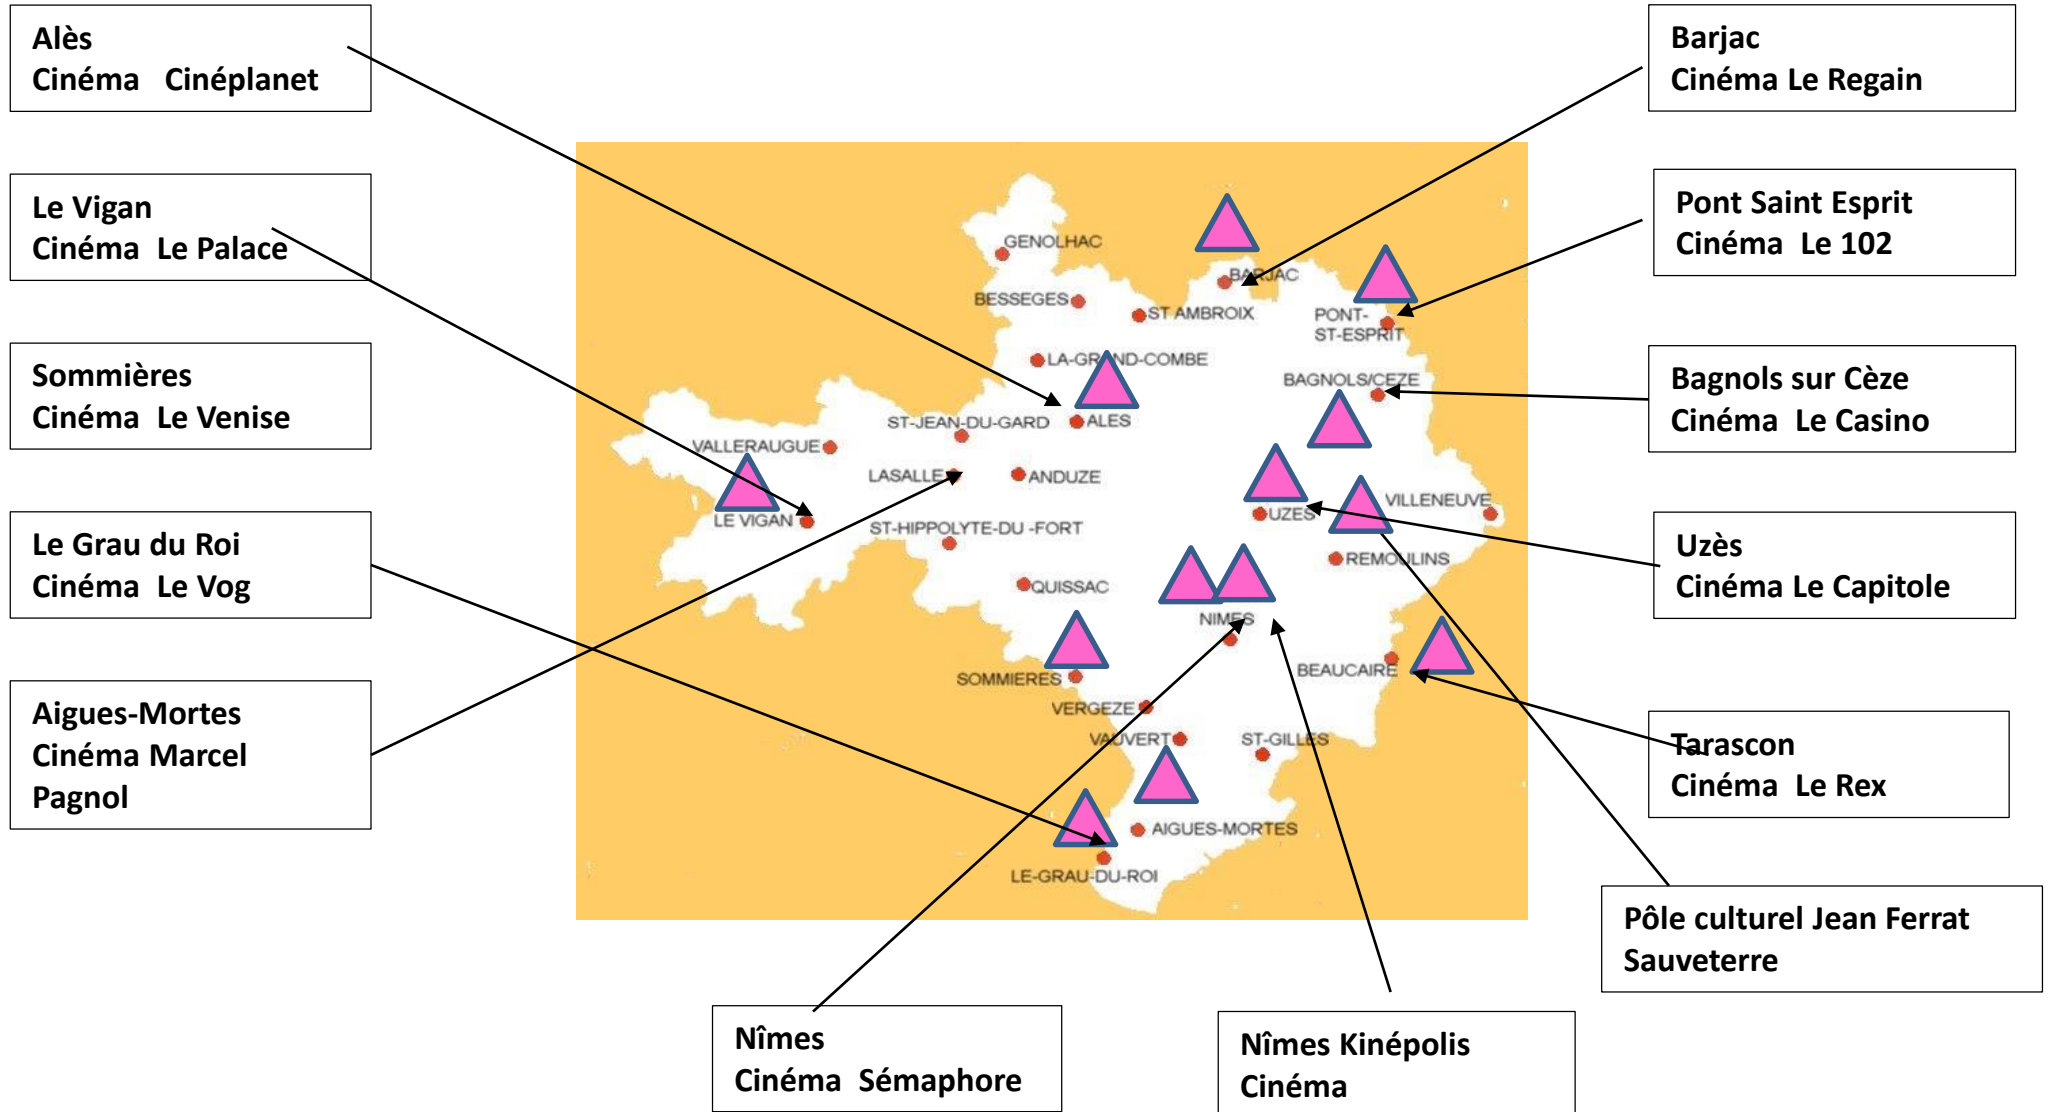 Alès
Cinéma Cinéplanet
Le Vigan
Cinéma Le Palace
Sommières
Cinéma Le Venise
Le Grau du Roi
Cinéma Le Vog
Aigues-Mortes
Cinéma Marcel
Pagnol
GENOLHAC
BESSEGES
BARJAC
ST AMBROIX
PONT-
ST-ESPRIT
LA-GRAND-COMBE
BAGNOLS/CEZE
ST-JEAN-DU-GARD
ALES
VALLERAUGUE
LASALLE
ANDUZE
VILLENEUVE
LE VIGAN
ST-HIPPOLYTE-DU -FORT
UZES
REMOULINS
QUISSAC
NIMES
SOMMIERES
BEAUCAIRE
VERGEZE
VAUVERT
ST-GILLES
AIGUES-MORTES
LE-GRAU-DU-ROI
Barjac
Cinéma Le Regain
Pont Saint Esprit
Cinéma Le 102
Bagnols sur Cèze
Cinéma Le Casino
Uzès
Cinéma Le Capitole
Tarascon
Cinéma Le Rex
Pôle culturel Jean Ferrat
Sauveterre
Nîmes
Cinéma Sémaphore
Nîmes Kinépolis
Cinéma